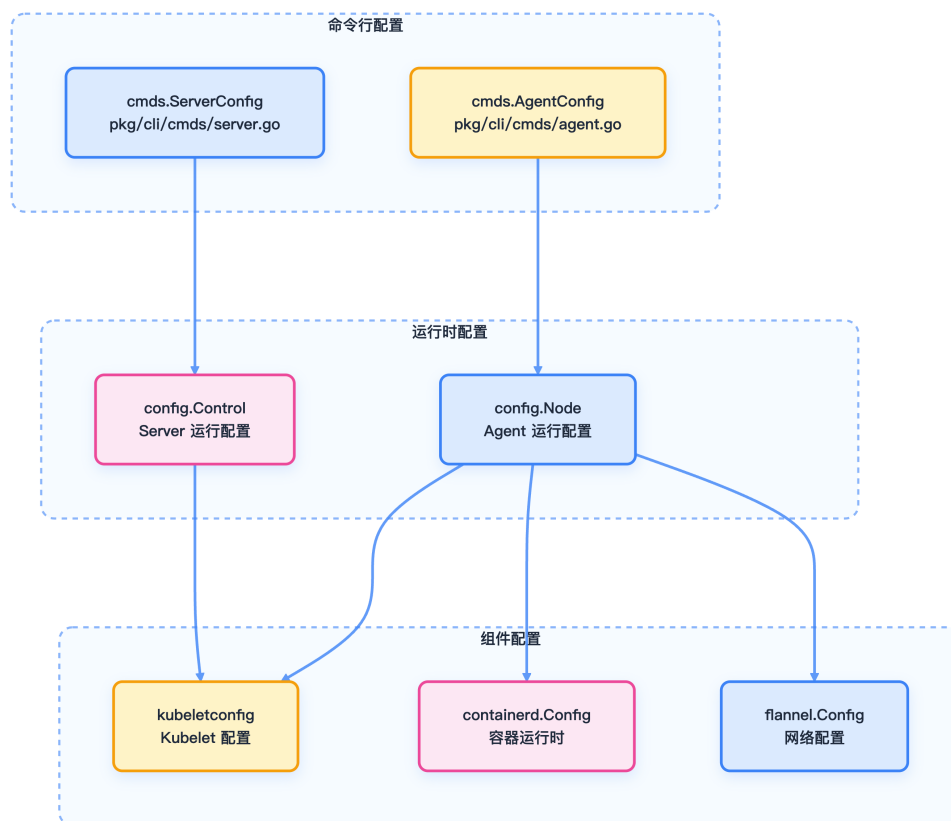 命令行配置
cmds.ServerConfig
pkg/cli/cmds/server.go
cmds.AgentConfig
pkg/cli/cmds/agent.go
运行时配置
config.Control
Server 运行配置
config.Node
Agent 运行配置
组件配置
kubeletconfig
Kubelet 配置
containerd.Config
容器运行时
flannel.Config
网络配置